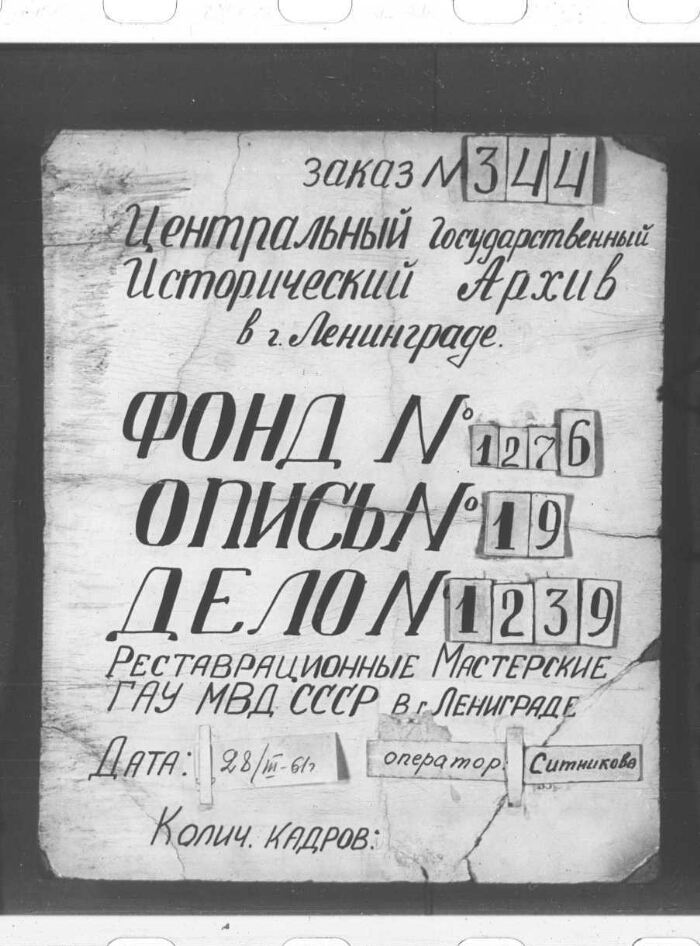 заказ № 344
Центральный Государственный
Исторический Архив
в г. Ленинграде.
ФОНД № 1276
ОПИСЬ № 19
ДЕЛО № 1239
Реставрационные Мастерские
ГАУ МВД СССР в г. Лениграде
Дата: 28/III-61г оператор Ситникова
Колич. кадров: